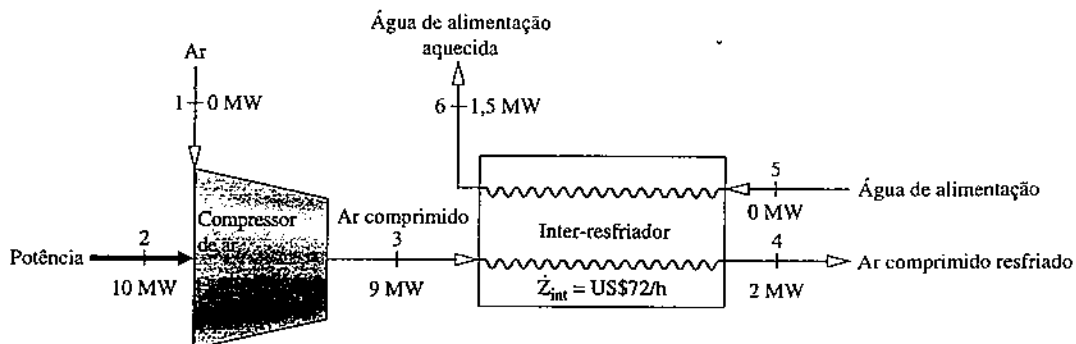 Água de alimentação
aquecida
Ar
1 0 MW
6 1,5 MW
5
Água de alimentação
0 MW
Compressor
de ar
Ar comprimido
Inter-resfriador
Potência
2
3
4
Ar comprimido resfriado
10 MW
9 MW
Żint = US$72/h
2 MW